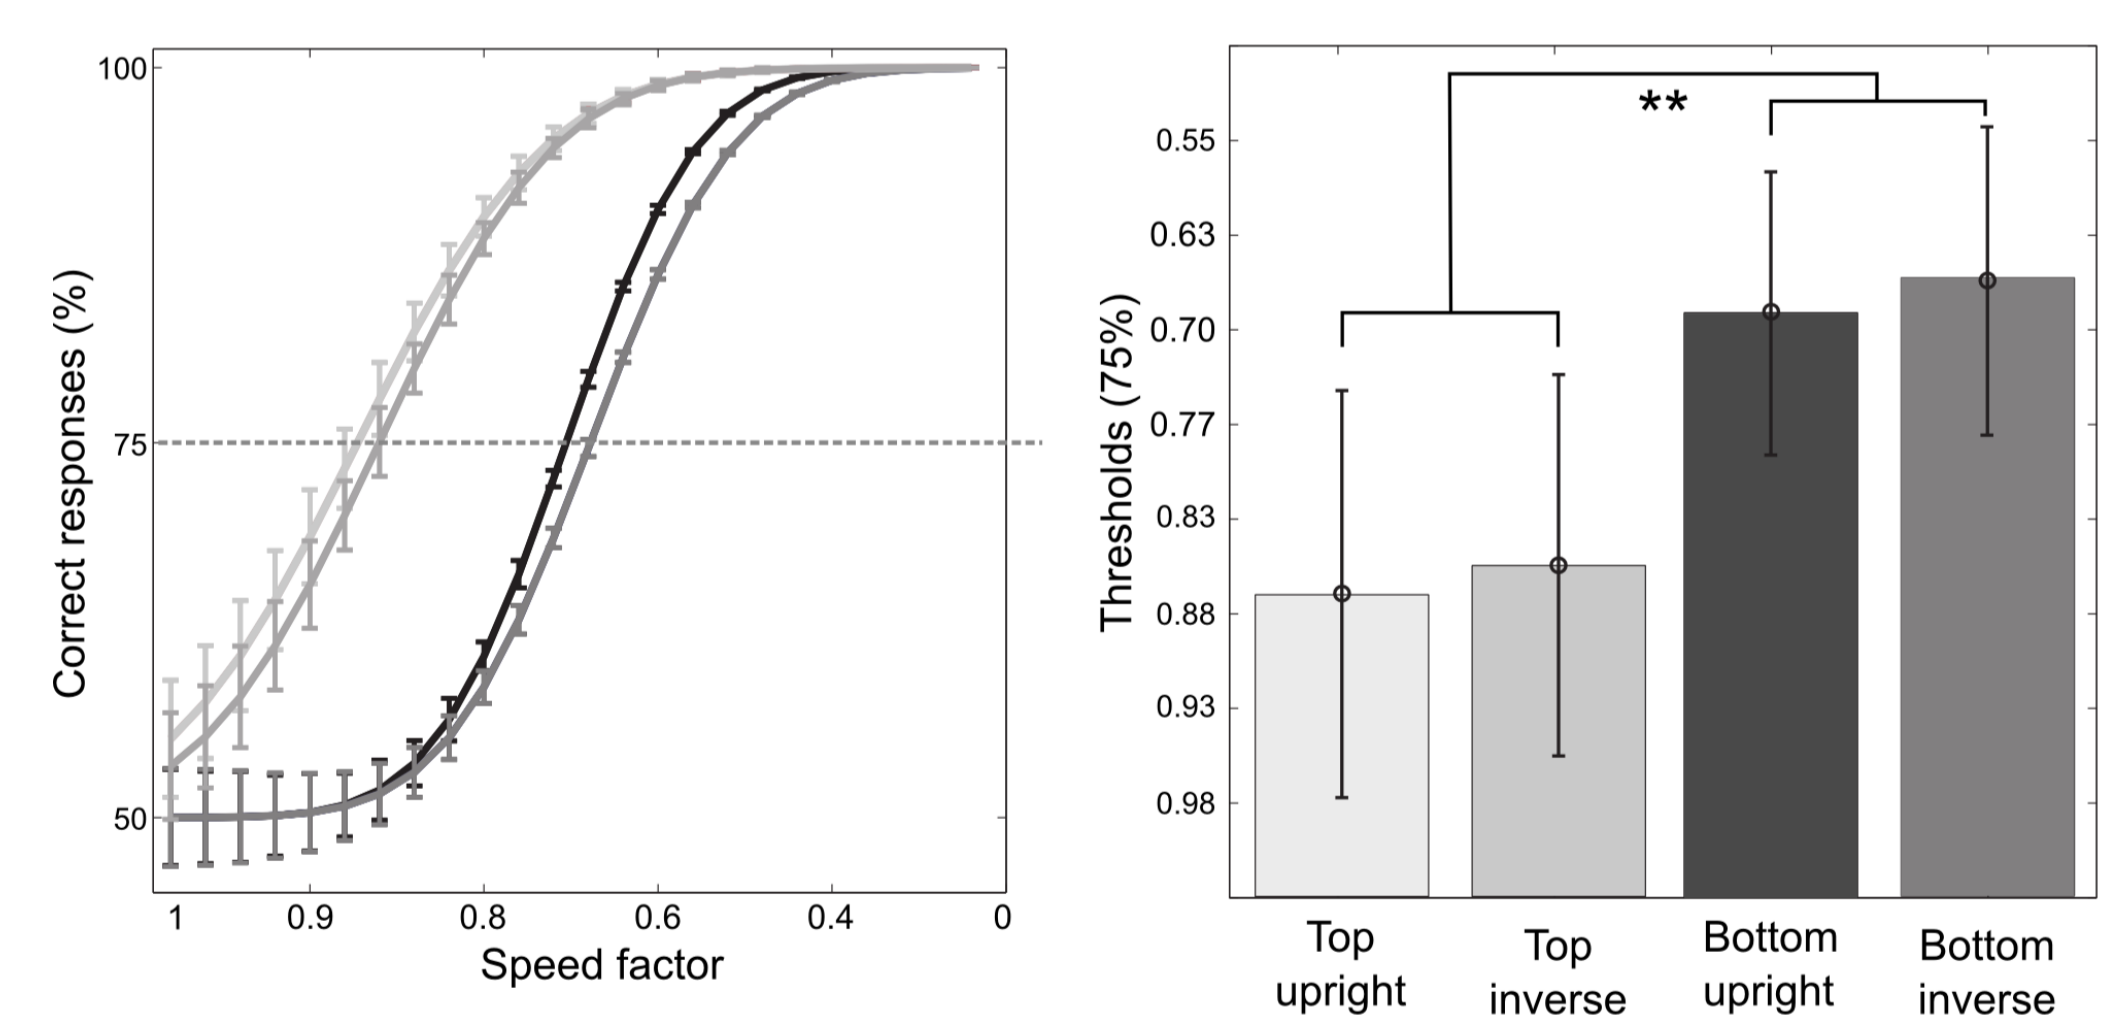 Correct responses (%)
100
75
50
1 0.9 0.8 0.6 0.4 0
Speed factor
Thresholds (75%)
**
0.55
0.63
0.70
0.77
0.83
0.88
0.93
0.98
Top
upright
Top
inverse
Bottom
upright
Bottom
inverse